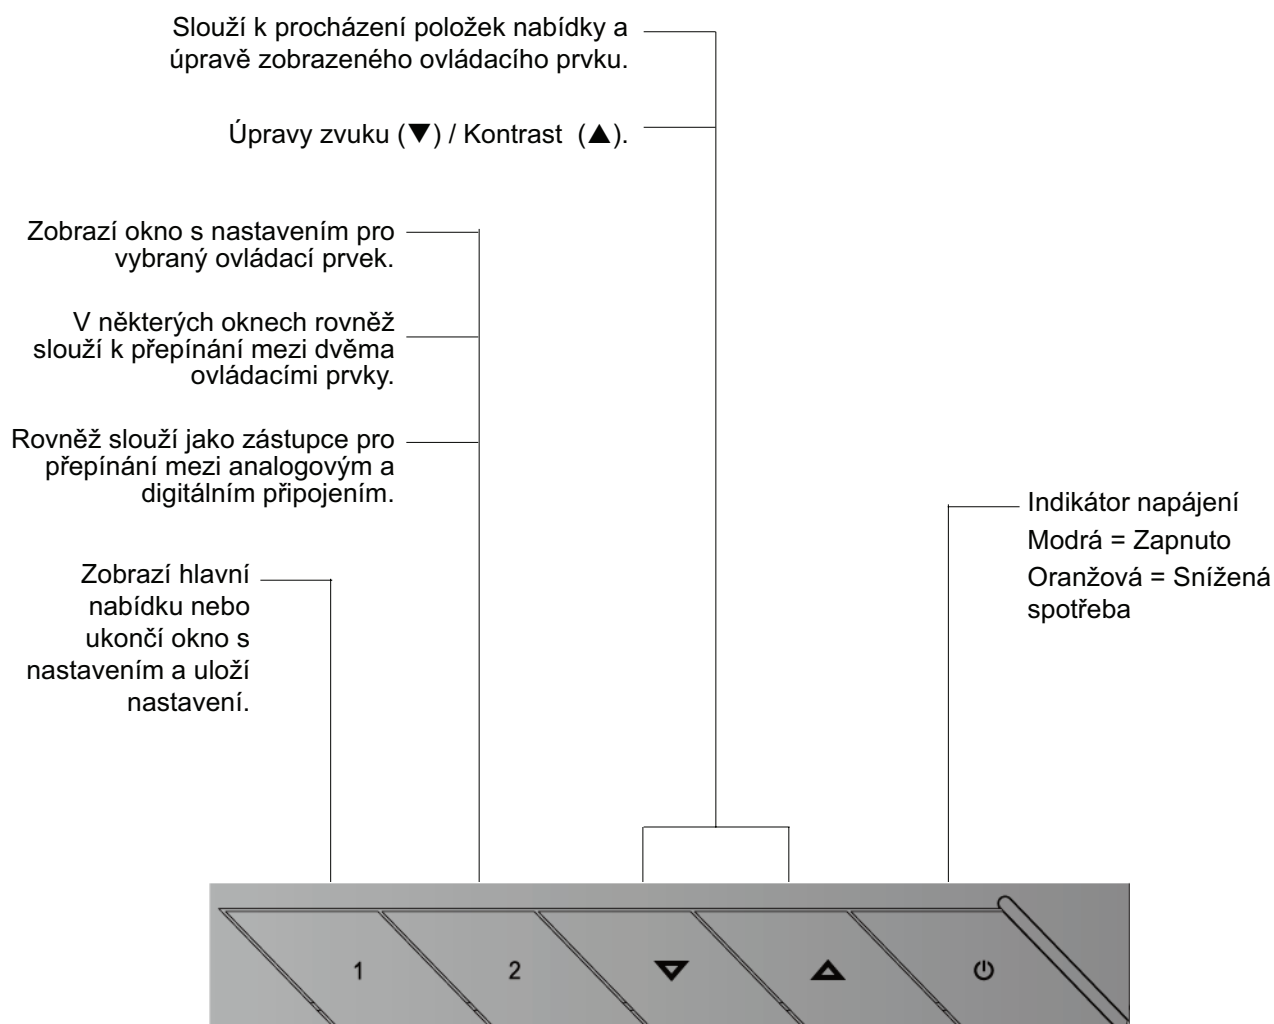 Slouží k procházení položek nabídky a
úpravě zobrazeného ovládacího prvku.
Úpravy zvuku (▼) / Kontrast (▲).
Zobrazí okno s nastavením pro
vybraný ovládací prvek.
V některých oknech rovněž
slouží k přepínání mezi dvěma
ovládacími prvky.
Rovněž slouží jako zástupce pro
přepínání mezi analogovým a
digitálním připojením.
Indikátor napájení
Modrá = Zapnuto
Oranžová = Snížená
spotřeba
Zobrazí hlavní
nabídku nebo
ukončí okno s
nastavením a uloží
nastavení.
1 2